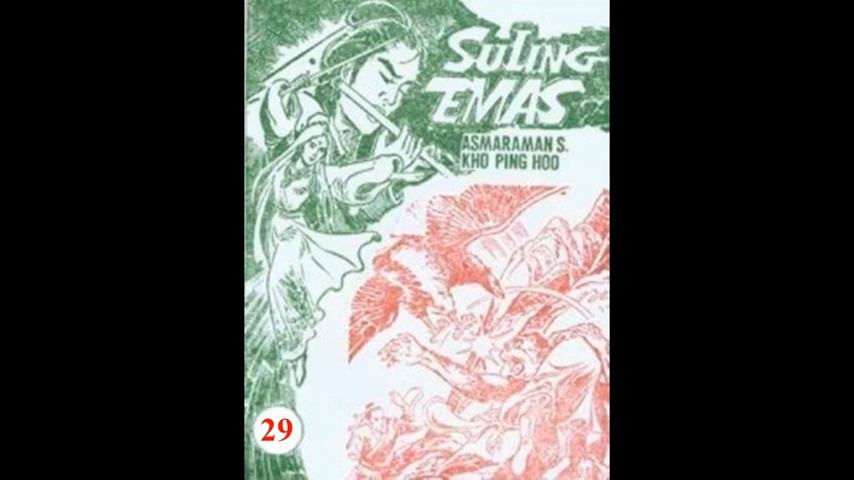 SULING
EMAS
ASMARAMAN S.
KHO PING HOO
29